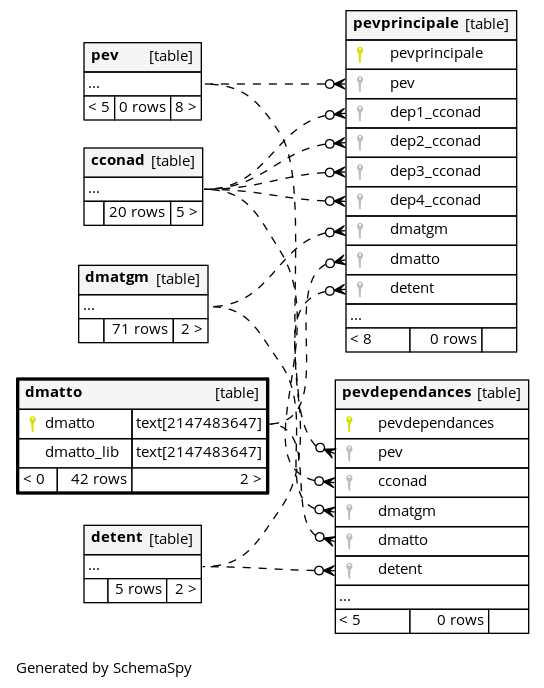 pev [table]
...
< 5 0 rows 8 >
cconad [table]
...
20 rows 5 >
dmatgm [table]
...
71 rows 2 >
dmatto [table]
dmatto text[2147483647]
dmatto_lib text[2147483647]
< 0 42 rows 2 >
detent [table]
...
5 rows 2 >
pevprincipale [table]
pevprincipale
pev
dep1_cconad
dep2_cconad
dep3_cconad
dep4_cconad
dmatgm
dmatto
detent
...
< 8 0 rows
pevdependances [table]
pevdependances
pev
cconad
dmatgm
dmatto
detent
...
< 5 0 rows
Generated by SchemaSpy